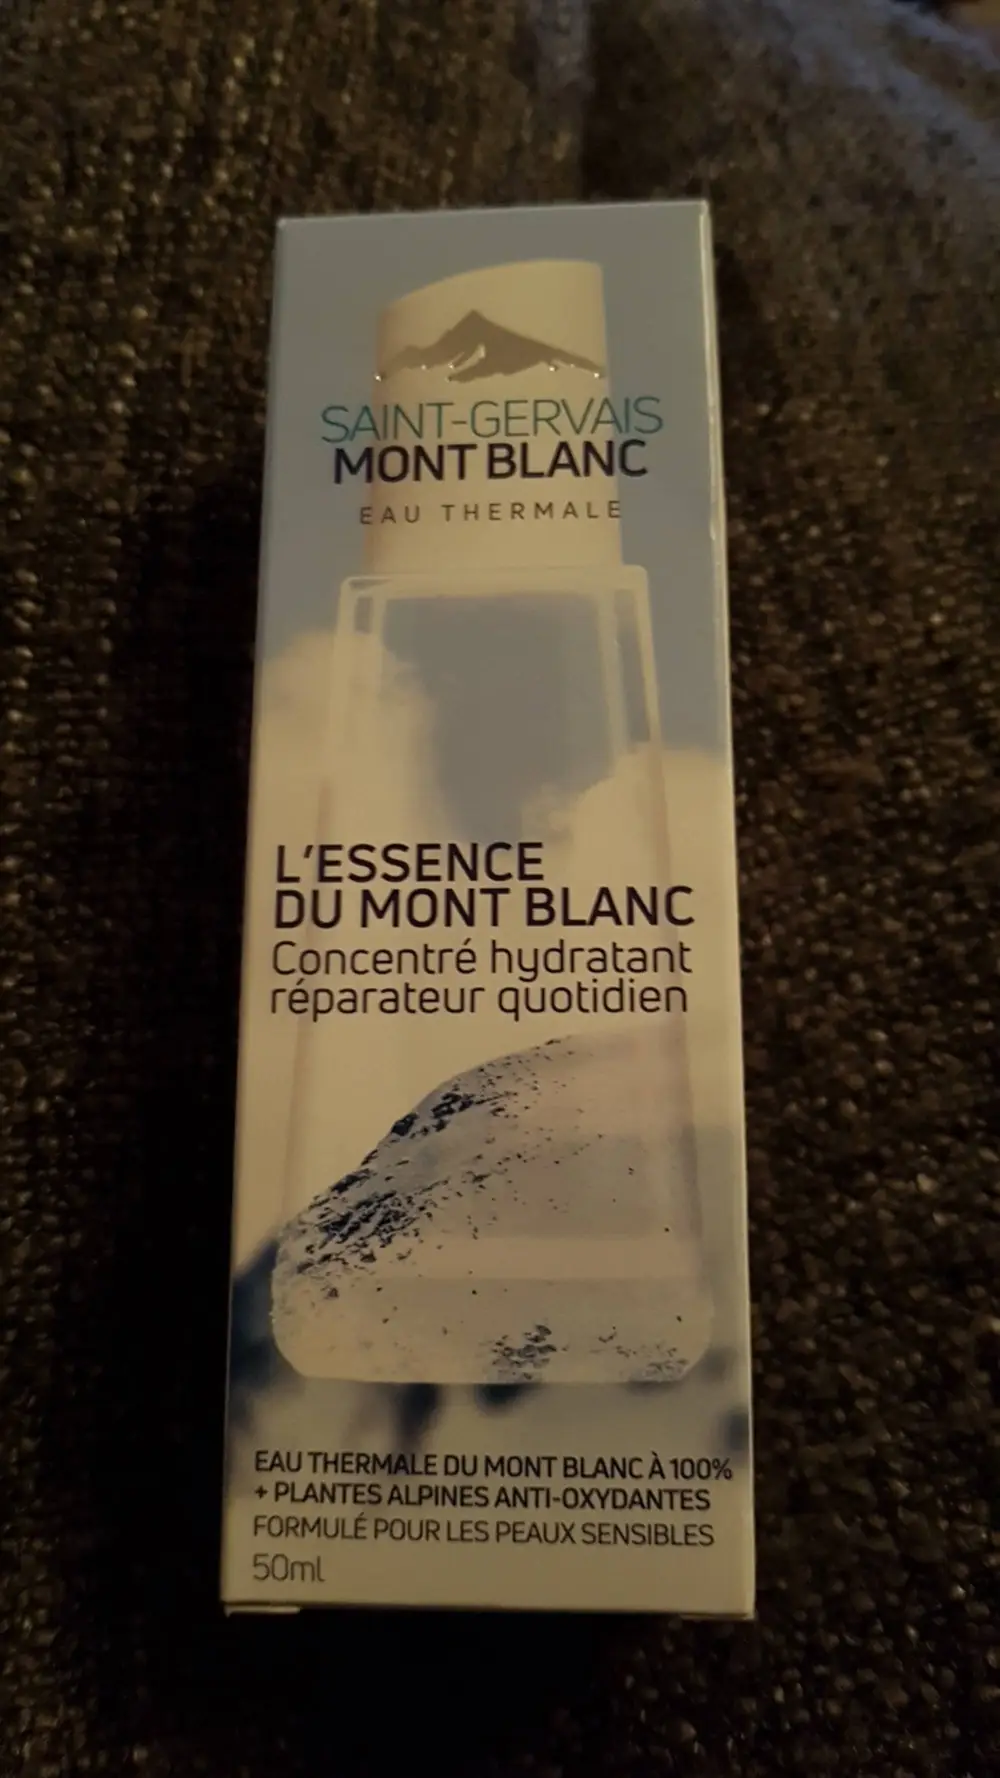 SAINT-GERVAIS
MONT BLANC
EAU THERMALE
L'ESSENCE
DU MONT BLANC
Concentré hydratant
réparateur quotidien
EAU THERMALE DU MONT BLANC À 100%
+ PLANTES ALPINES ANTI-OXYDANTES
FORMULÉ POUR LES PEAUX SENSIBLES
50ml